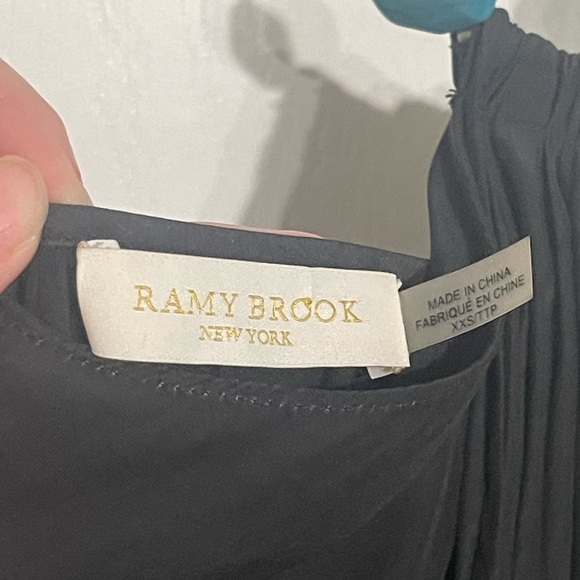 RAMY BROOK
NEW YORK
MADE IN CHINA
FABRIQUÉ EN CHINE
XXS/TTP